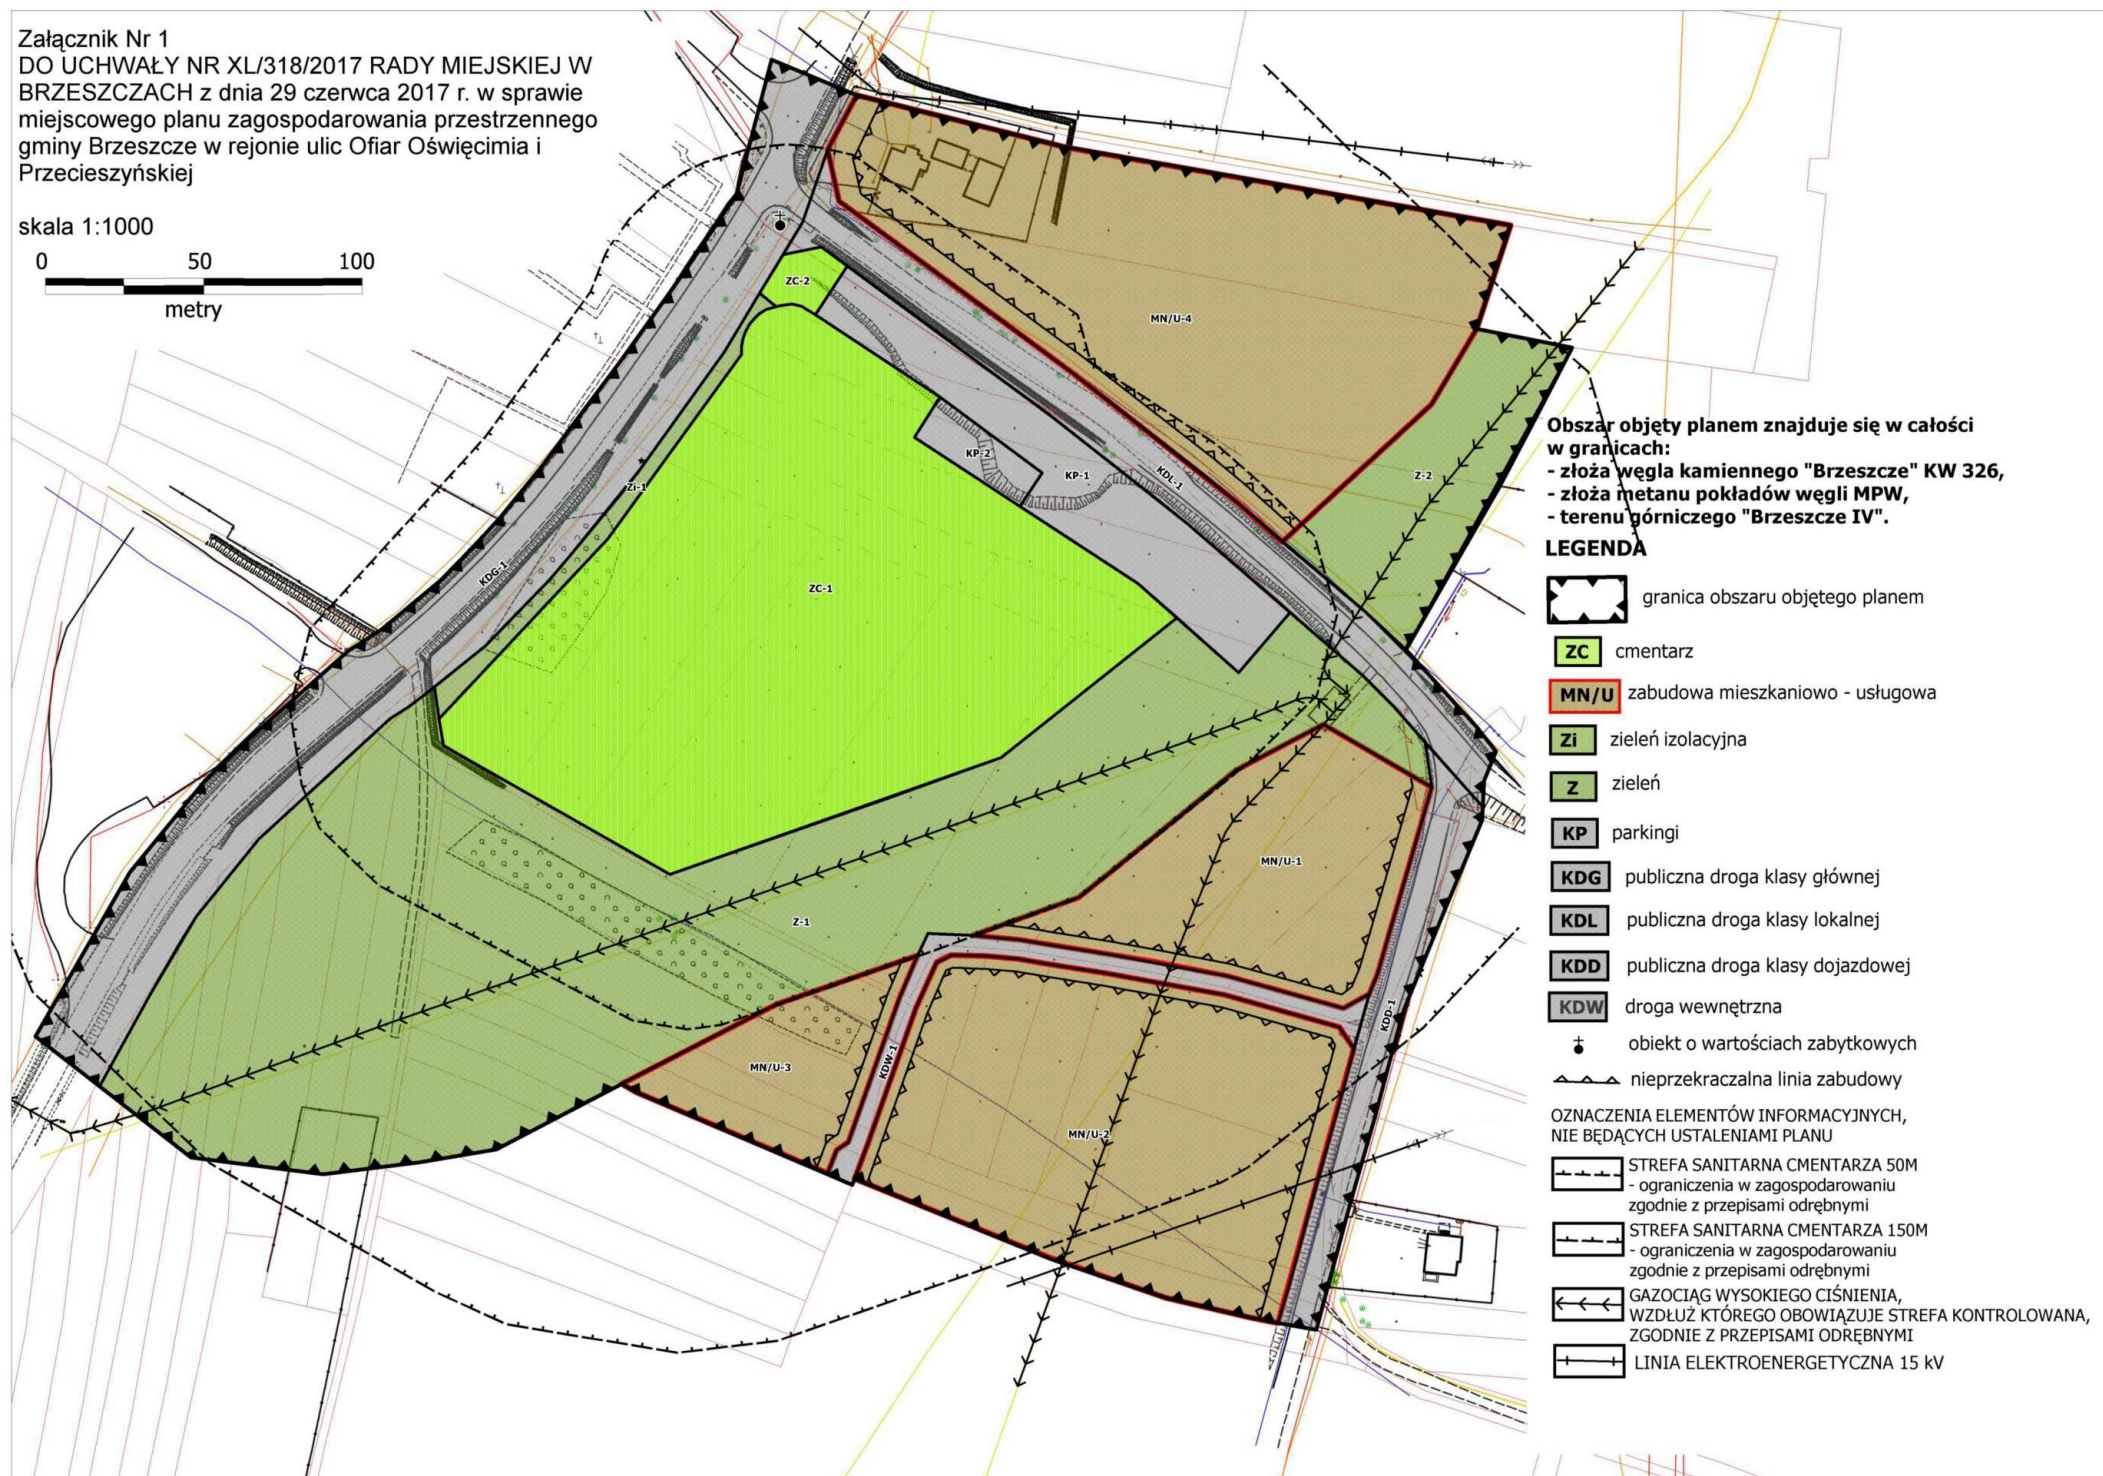 Załącznik Nr 1
DO UCHWAŁY NR XL/318/2017 RADY MIEJSKIEJ W
BRZESZCZACH z dnia 29 czerwca 2017 r. w sprawie
miejscowego planu zagospodarowania przestrzennego
gminy Brzeszcze w rejonie ulic Ofiar Oświęcimia i
Przecieszyńskiej
skala 1:1000
0 50 100
metry
ZC-2
MN/U-4
KP-2
KP-1
KDL-1
Z-2
Zi-1
KDG-1
ZC-1
MN/U-1
Z-1
KDD-1
KDW-1
MN/U-3
MN/U-2
Obszar objęty planem znajduje się w całości
w granicach:
- złoża węgla kamiennego "Brzeszcze" KW 326,
- złoża metanu pokładów węgli MPW,
- terenu górniczego "Brzeszcze IV".
LEGENDA
granica obszaru objętego planem
ZC cmentarz
MN/U zabudowa mieszkaniowo - usługowa
Zi zieleń izolacyjna
Z zieleń
KP parkingi
KDG publiczna droga klasy głównej
KDL publiczna droga klasy lokalnej
KDD publiczna droga klasy dojazdowej
KDW droga wewnętrzna
obiekt o wartościach zabytkowych
nieprzekraczalna linia zabudowy
OZNACZENIA ELEMENTÓW INFORMACYJNYCH,
NIE BĘDĄCYCH USTALENIAMI PLANU
STREFA SANITARNA CMENTARZA 50M
- ograniczenia w zagospodarowaniu
zgodnie z przepisami odrębnymi
STREFA SANITARNA CMENTARZA 150M
- ograniczenia w zagospodarowaniu
zgodnie z przepisami odrębnymi
GAZOCIĄG WYSOKIEGO CIŚNIENIA,
WZDŁUŻ KTÓREGO OBOWIĄZUJE STREFA KONTROLOWANA,
ZGODNIE Z PRZEPISAMI ODRĘBNYMI
LINIA ELEKTROENERGETYCZNA 15 kV